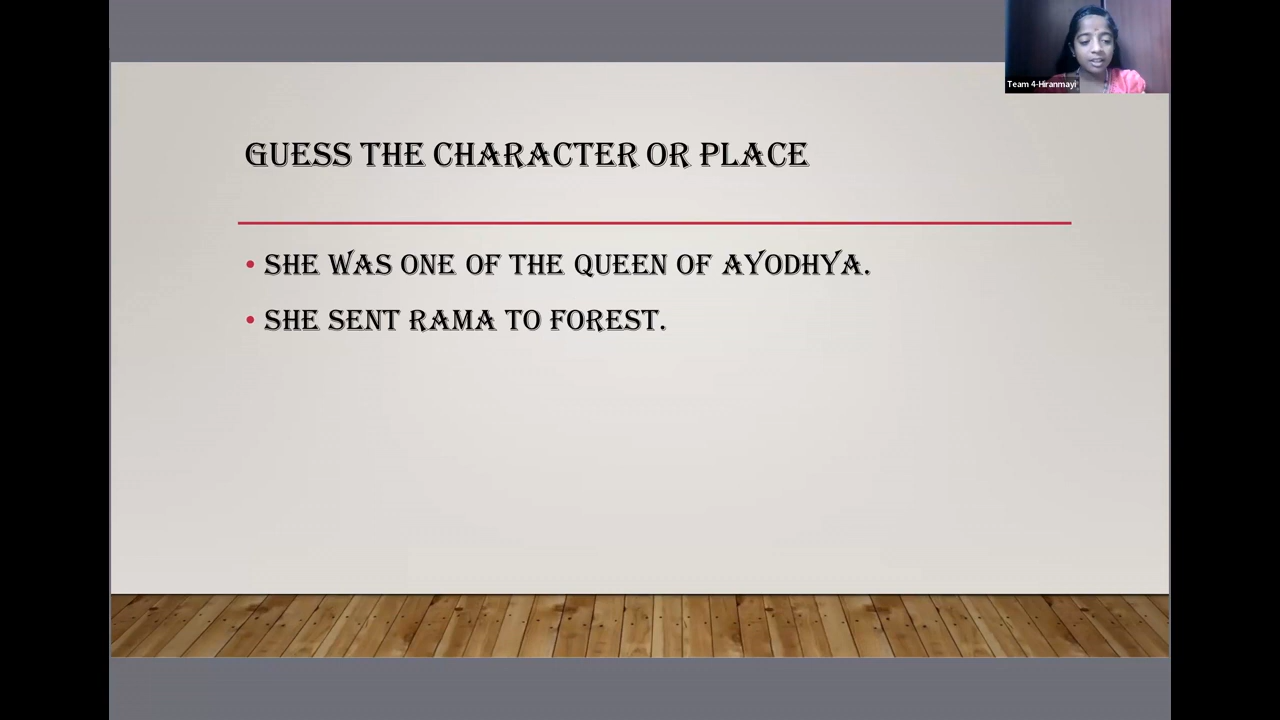 Team 4-Hiranmayi
GUESS THE CHARACTER OR PLACE
• SHE WAS ONE OF THE QUEEN OF AYODHYA.
• SHE SENT RAMA TO FOREST.